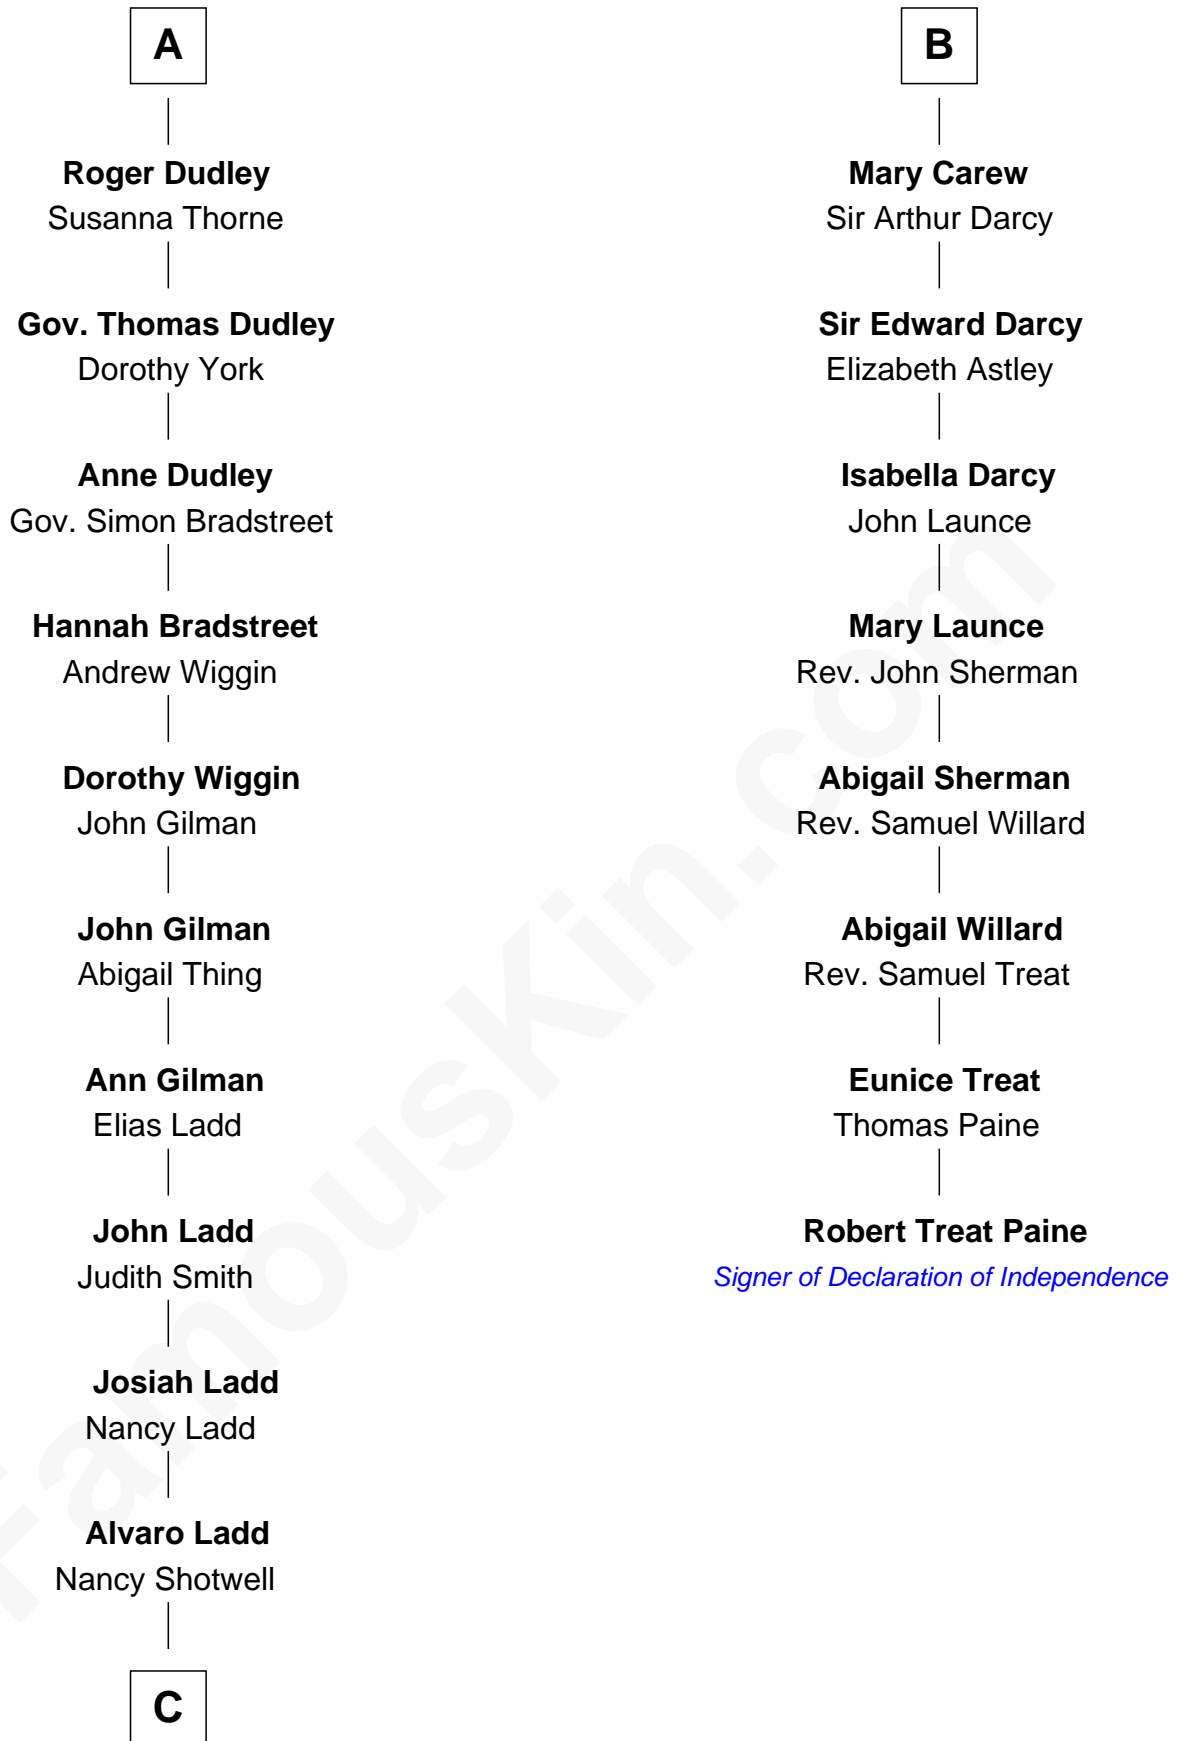 A
Roger Dudley
Susanna Thorne
Gov. Thomas Dudley
Dorothy York
Anne Dudley
Gov. Simon Bradstreet
Hannah Bradstreet
Andrew Wiggin
Dorothy Wiggin
John Gilman
John Gilman
Abigail Thing
Ann Gilman
Elias Ladd
John Ladd
Judith Smith
Josiah Ladd
Nancy Ladd
Alvaro Ladd
Nancy Shotwell
C
B
Mary Carew
Sir Arthur Darcy
Sir Edward Darcy
Elizabeth Astley
Isabella Darcy
John Launce
Mary Launce
Rev. John Sherman
Abigail Sherman
Rev. Samuel Willard
Abigail Willard
Rev. Samuel Treat
Eunice Treat
Thomas Paine
Robert Treat Paine
Signer of Declaration of Independence
FamousKin.com